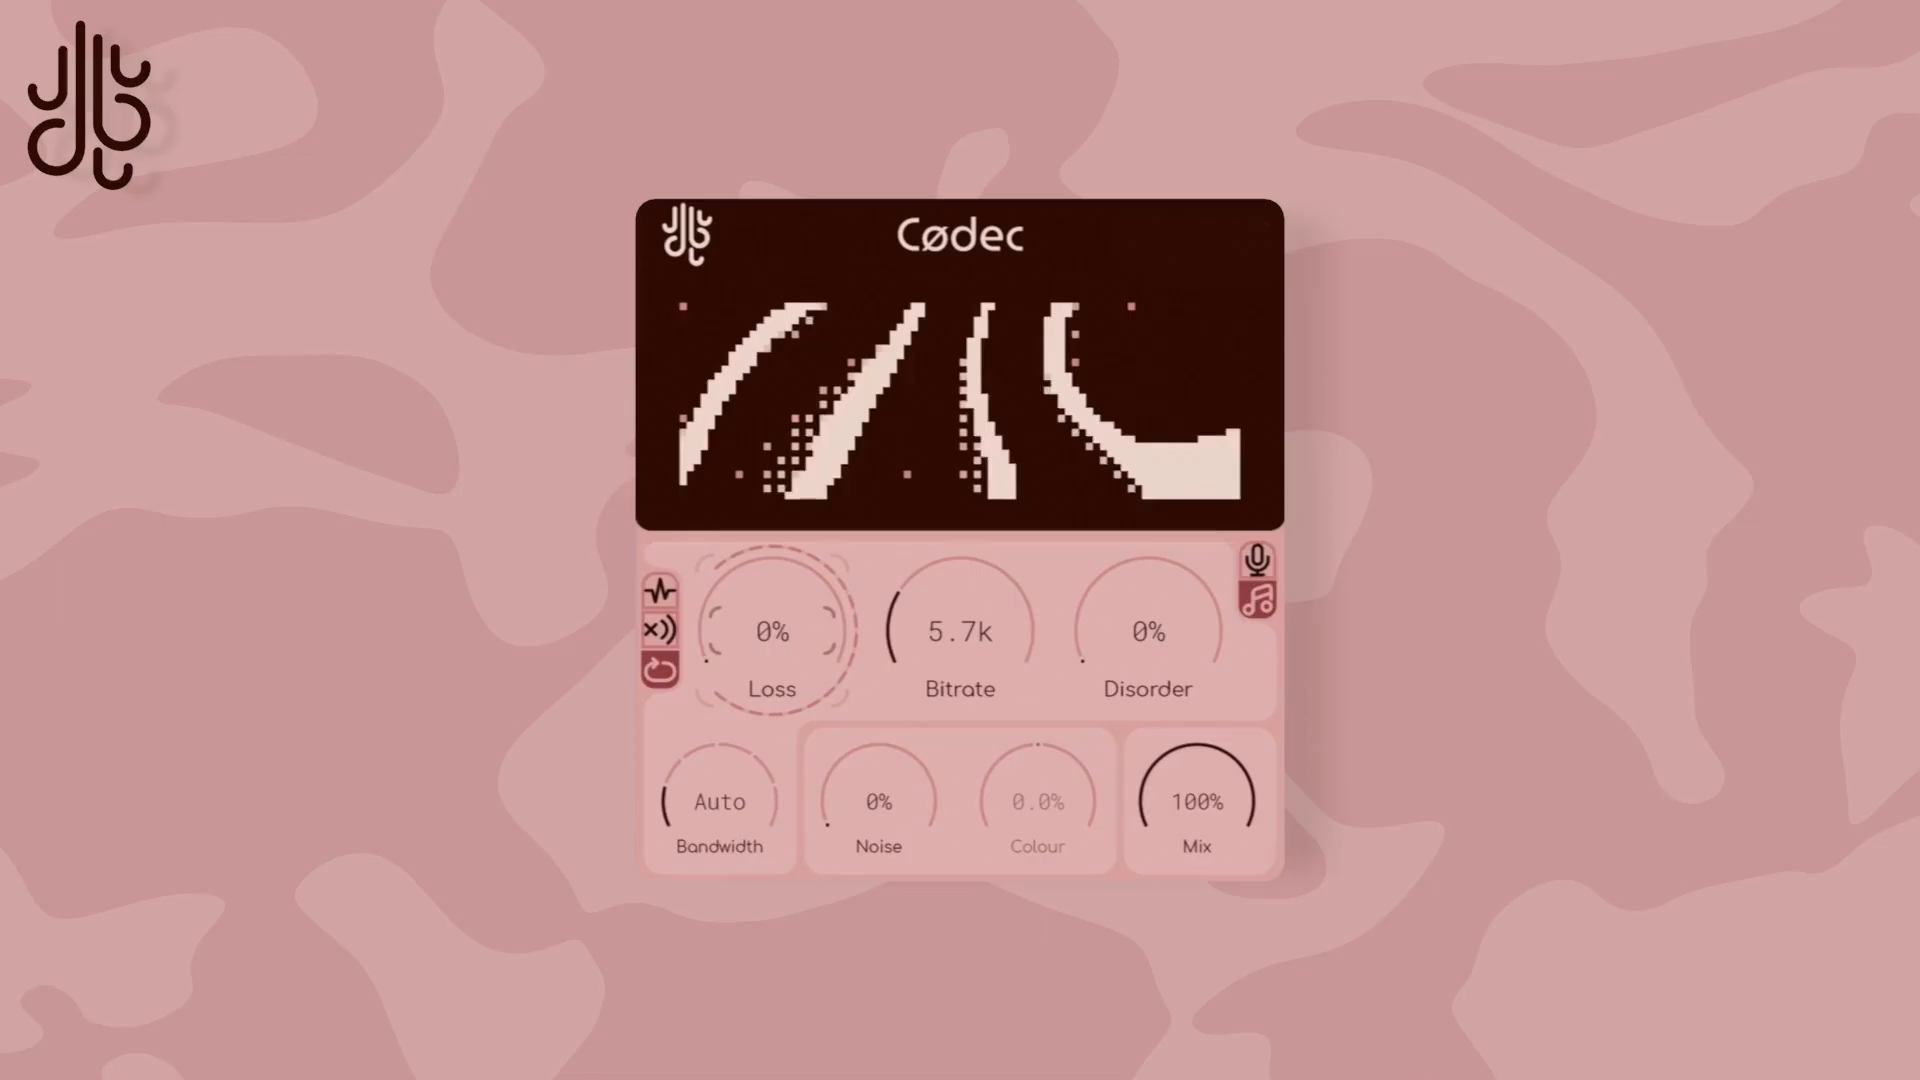 Cødec
0%
5.7k
0%
Loss
Bitrate
Disorder
Auto
0%
0.0%
100%
Bandwidth
Noise
Colour
Mix